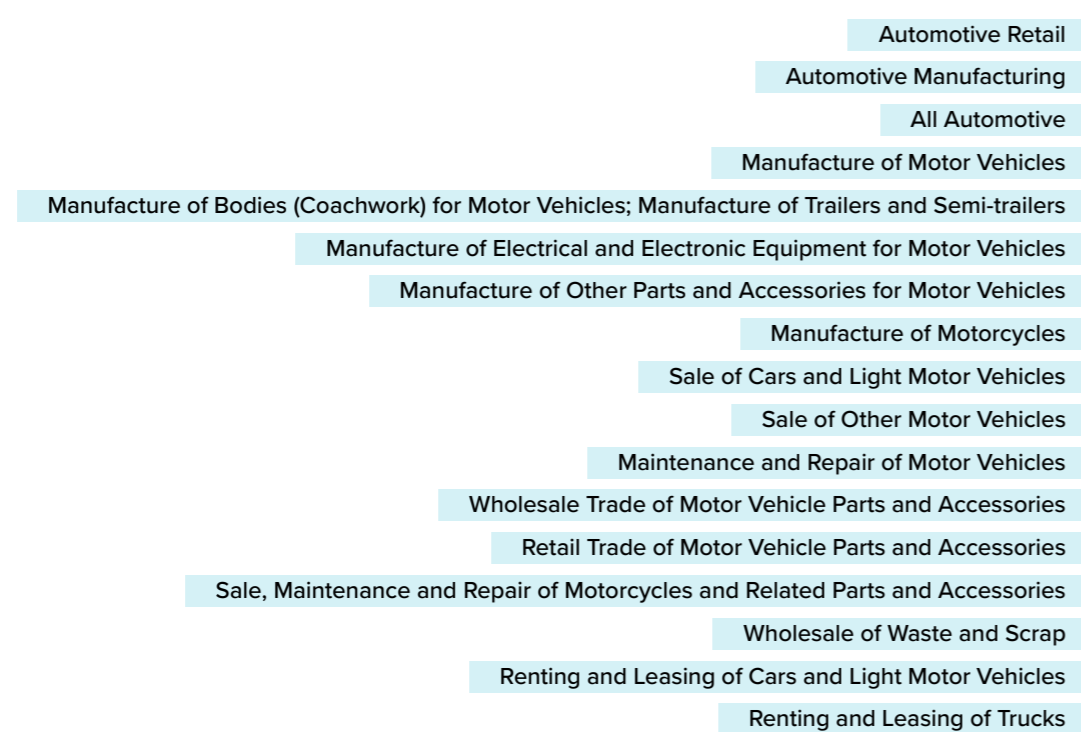 Automotive Retail
Automotive Manufacturing
All Automotive
Manufacture of Motor Vehicles
Manufacture of Bodies (Coachwork) for Motor Vehicles; Manufacture of Trailers and Semi-trailers
Manufacture of Electrical and Electronic Equipment for Motor Vehicles
Manufacture of Other Parts and Accessories for Motor Vehicles
Manufacture of Motorcycles
Sale of Cars and Light Motor Vehicles
Sale of Other Motor Vehicles
Maintenance and Repair of Motor Vehicles
Wholesale Trade of Motor Vehicle Parts and Accessories
Retail Trade of Motor Vehicle Parts and Accessories
Sale, Maintenance and Repair of Motorcycles and Related Parts and Accessories
Wholesale of Waste and Scrap
Renting and Leasing of Cars and Light Motor Vehicles
Renting and Leasing of Trucks